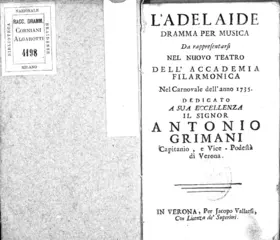 NAZIONALE
BIBLIOTECA
BRAIDENSE
RACC. DRAMM.
CORNIANI
ALGAROTTI
4198
MILANO
L'ADELAIDE
DRAMMA PER MUSICA
Da rappresentarsi
NEL NUOVO TEATRO
DELL' ACCADEMIA
FILARMONICA
Nel Carnovale dell'anno 1735.
DEDICATO
A SUA ECCELLENZA
IL SIGNOR
ANTONIO
GRIMANI
Capitanio, e Vice-Podestà
di Verona.
IN VERONA, Per Jacopo Vallarsi,
Con Licenza de' Superiori.